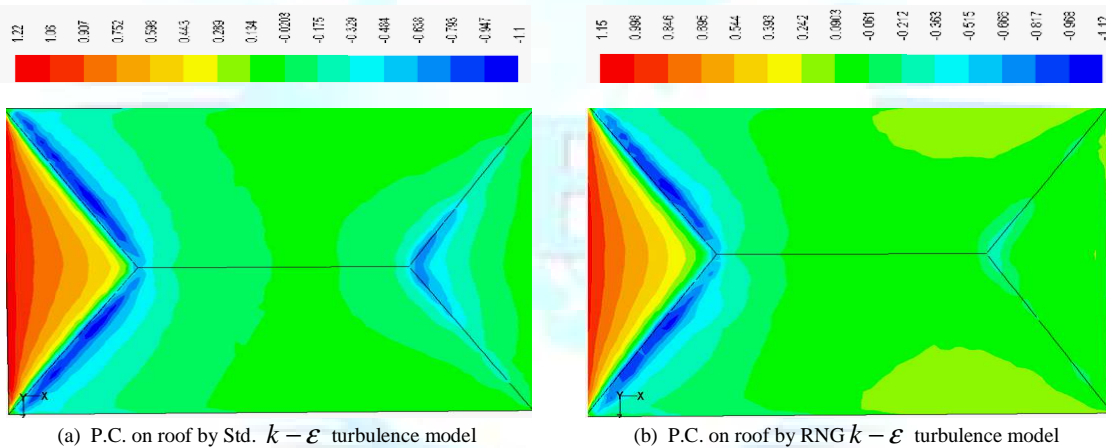 1.22 1.06 0.907 0.752 0.598 0.443 0.289 0.134 -0.0203 -0.175 -0.329 -0.484 -0.638 -0.793 -0.947 -1.1
1.15 0.998 0.846 0.695 0.544 0.393 0.242 0.0903 -0.061 -0.212 -0.363 -0.515 -0.666 -0.817 -0.968 -1.12
Y X
Y X
(a) P.C. on roof by Std. k − ε turbulence model
(b) P.C. on roof by RNG k − ε turbulence model